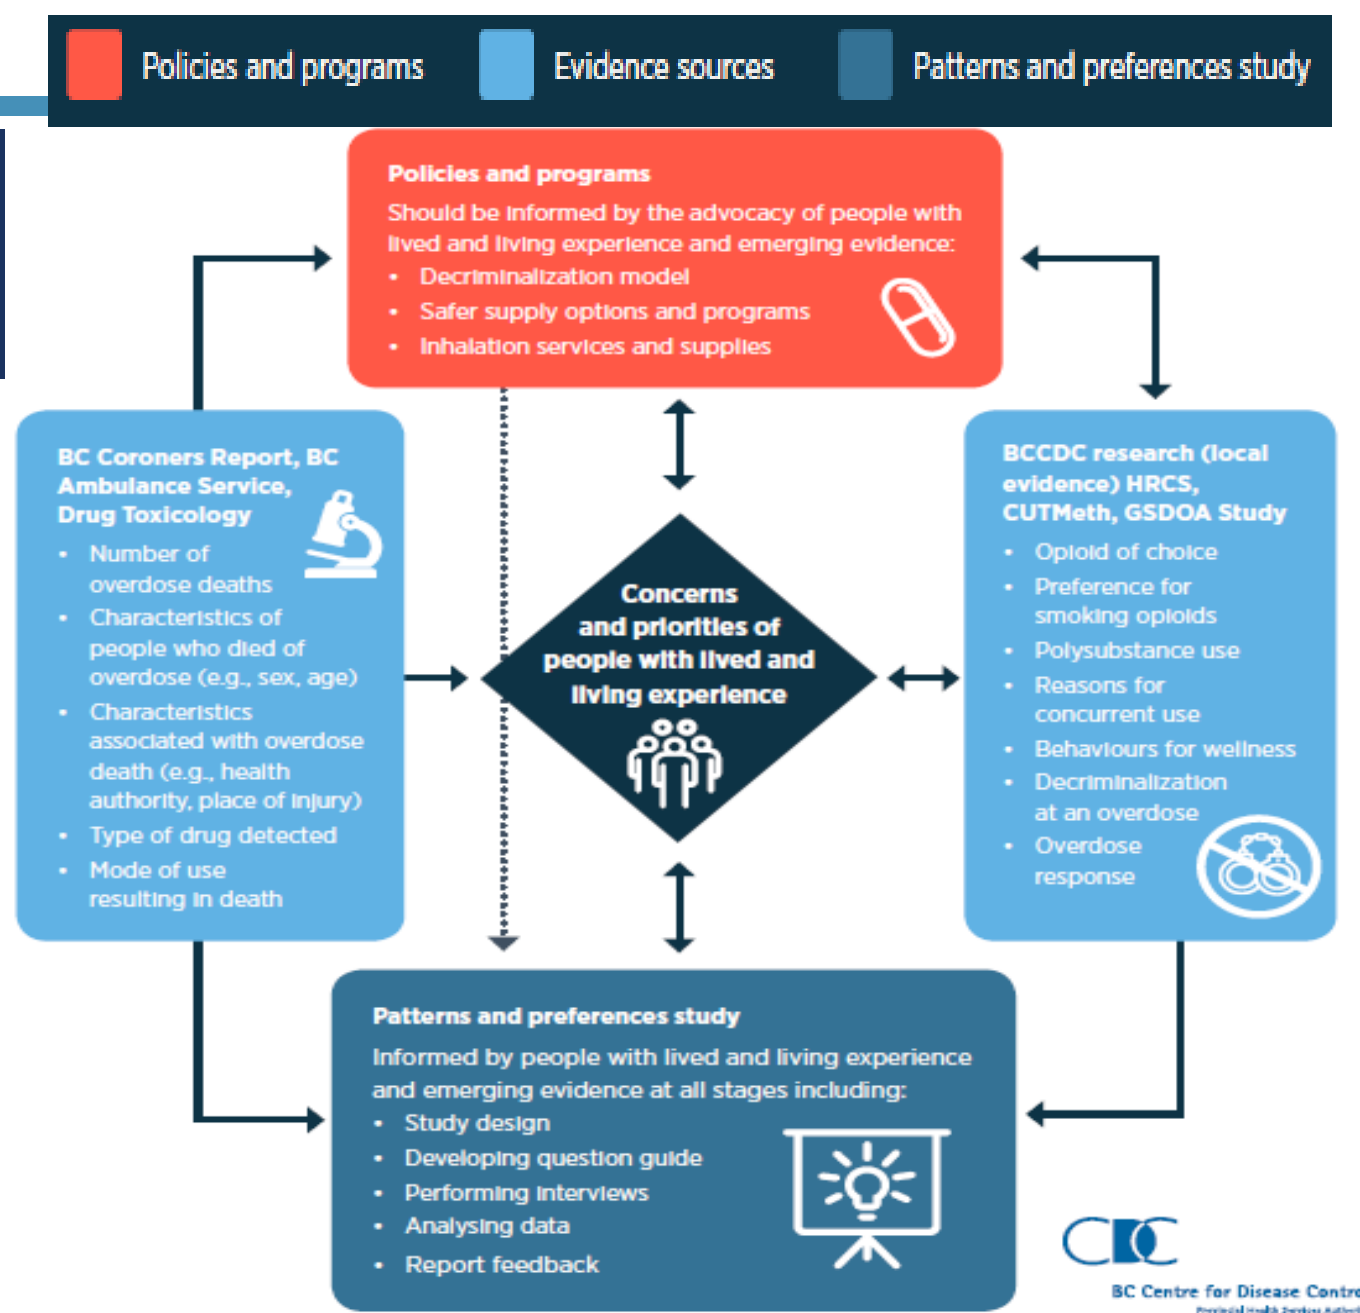 Policies and programs
Evidence sources
Patterns and preferences study
Policies and programs
Should be informed by the advocacy of people with
lived and living experience and emerging evidence:
• Decriminalization model
• Safer supply options and programs
• Inhalation services and supplies
BC Coroners Report, BC
Ambulance Service,
Drug Toxicology
• Number of
overdose deaths
• Characteristics of
people who died of
overdose (e.g., sex, age)
• Characteristics
associated with overdose
death (e.g., health
authority, place of injury)
• Type of drug detected
• Mode of use
resulting in death
Concerns
and priorities of
people with lived and
living experience
BCCDC research (local
evidence) HRCS,
CUTMeth, GSDOA Study
• Opioid of choice
• Preference for
smoking opioids
• Polysubstance use
• Reasons for
concurrent use
• Behaviours for wellness
• Decriminalization
at an overdose
• Overdose
response
Patterns and preferences study
Informed by people with lived and living experience
and emerging evidence at all stages including:
• Study design
• Developing question guide
• Performing interviews
• Analysing data
• Report feedback
CDC
BC Centre for Disease Contro
Provincial Health Services Authorit